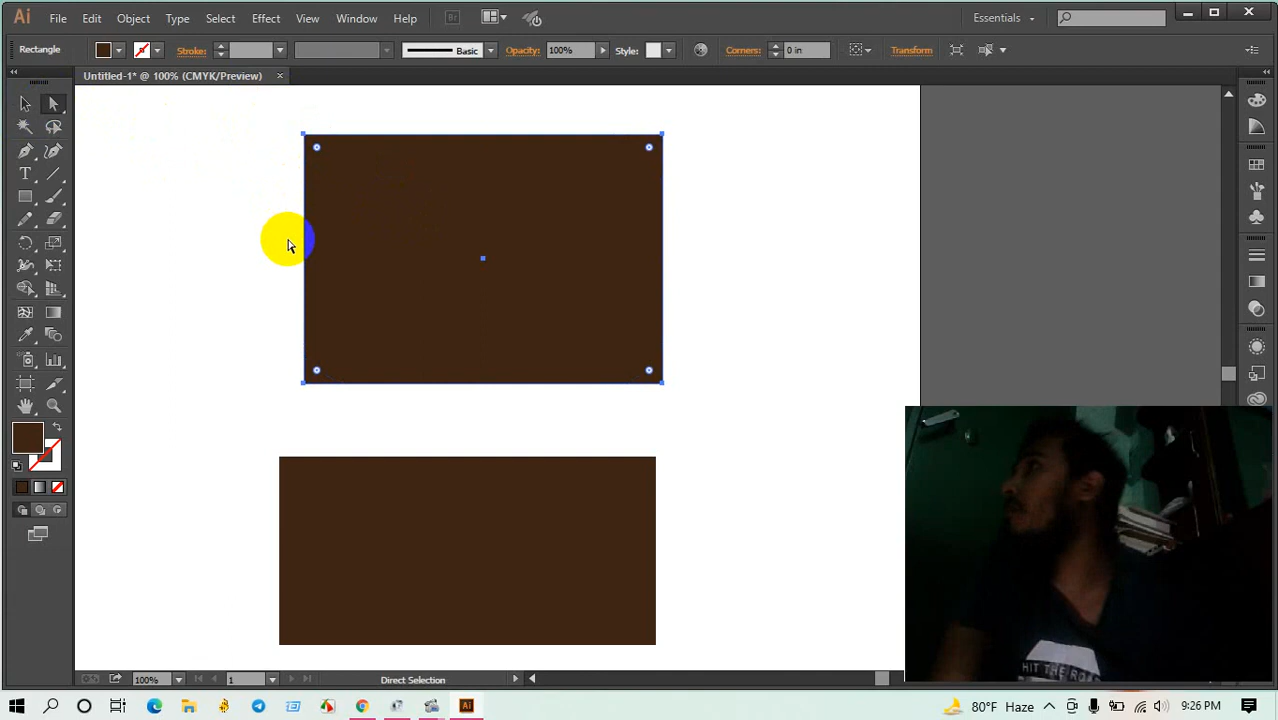 Ai File Edit Object Type Select Effect View Window Help Br Essentials
Rectangle Stroke: Basic Opacity: 100% Style: Corners: 0 in Transform
Untitled-1* @ 100% (CMYK/Preview) ×
T
100% 1 Direct Selection
HIT THE ROAD
Ai 80°F Haze 9:26 PM